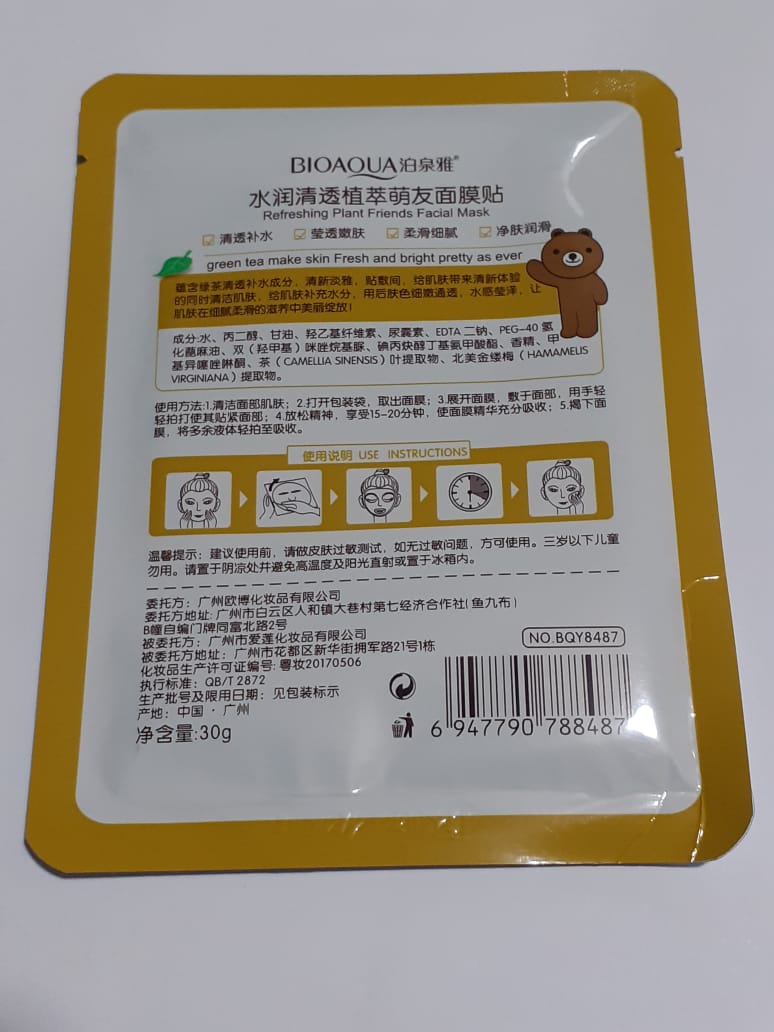 BIOAQUA泊泉雅®
水润清透植萃萌友面膜贴
Refreshing Plant Friends Facial Mask
清透补水 莹透嫩肤 柔滑细腻 净肤润滑
green tea make skin Fresh and bright pretty as ever
蕴含绿茶清透补水成分，清新淡雅，贴敷间，给肌肤带来清新体验
的同时清洁肌肤，给肌肤补充水分，用后肤色细嫩通透，水感莹泽，让
肌肤在细腻柔滑的滋养中美丽绽放！
成分:水、丙二醇、甘油、羟乙基纤维素、尿囊素、EDTA 二钠、PEG-40 氢
化蓖麻油、双（羟甲基）咪唑烷基脲、碘丙炔醇丁基氨甲酸酯、香精、甲
基异噻唑啉酮、茶（CAMELLIA SINENSIS）叶提取物、北美金缕梅（HAMAMELIS
VIRGINIANA）提取物。
使用方法:1.清洁面部肌肤；2.打开包装袋，取出面膜；3.展开面膜，敷于面部，用手轻
轻拍打使其贴紧面部；4.放松精神，享受15-20分钟，使面膜精华充分吸收；5.揭下面
膜，将多余液体轻拍至吸收。
使用说明 USE INSTRUCTIONS
温馨提示：建议使用前，请做皮肤过敏测试，如无过敏问题，方可使用。三岁以下儿童
勿用。请置于阴凉处并避免高温度及阳光直射或置于冰箱内。
委托方：广州欧博化妆品有限公司
委托方地址: 广州市白云区人和镇大巷村第七经济合作社(鱼九布)
B幢自编门牌同富北路2号
被委托方：广州市爱莲化妆品有限公司
被委托方地址：广州市花都区新华街拥军路21号1栋
化妆品生产许可证编号: 粤妆20170506
执行标准：QB/T 2872
生产批号及限用日期：见包装标示
产地：中国·广州
净含量:30g
NO.BQY8487
6 947790 788487